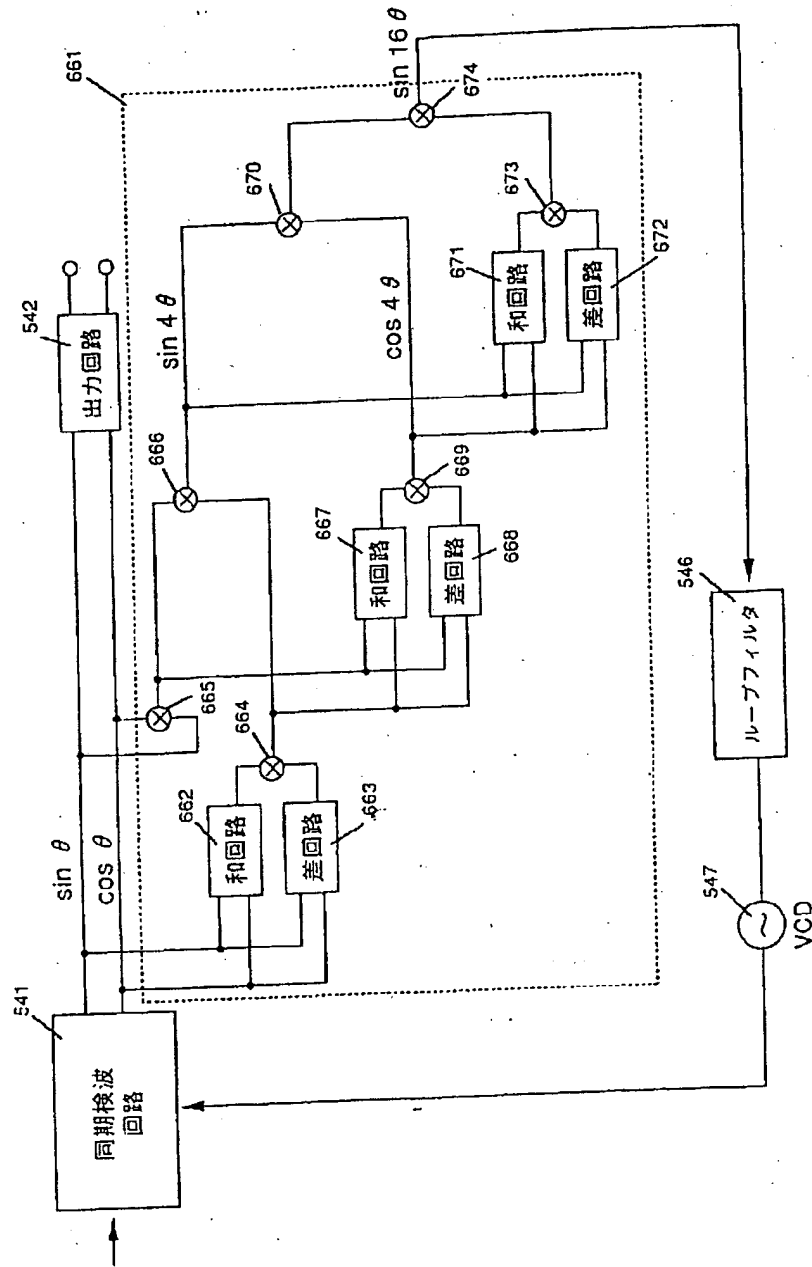 541
同期検波
回路
sin θ
cos θ
542
出力回路
661
662
和回路
663
差回路
664
665
666
sin 4 θ
667
和回路
668
差回路
669
cos 4 θ
670
671
和回路
672
差回路
673
674
sin 16 θ
546
ループフィルタ
547
VCD